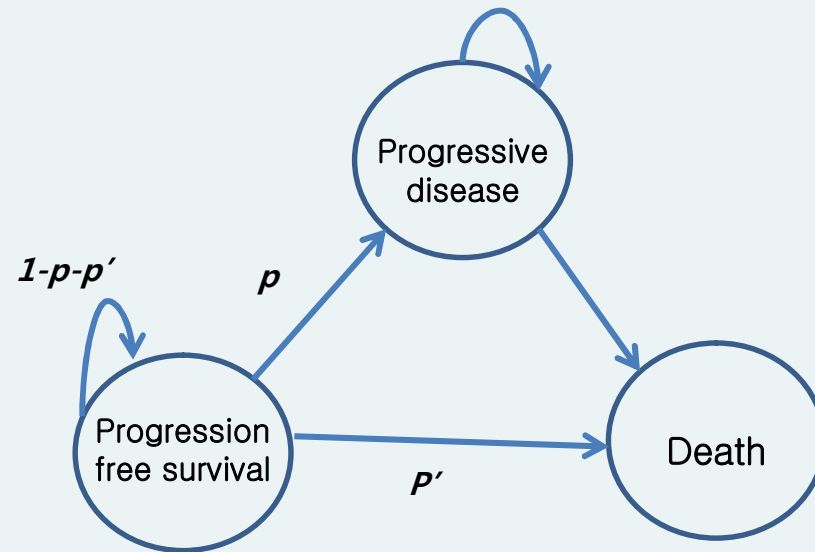 Progressive
disease
1-p-p′
p
Progression
free survival
P′
Death